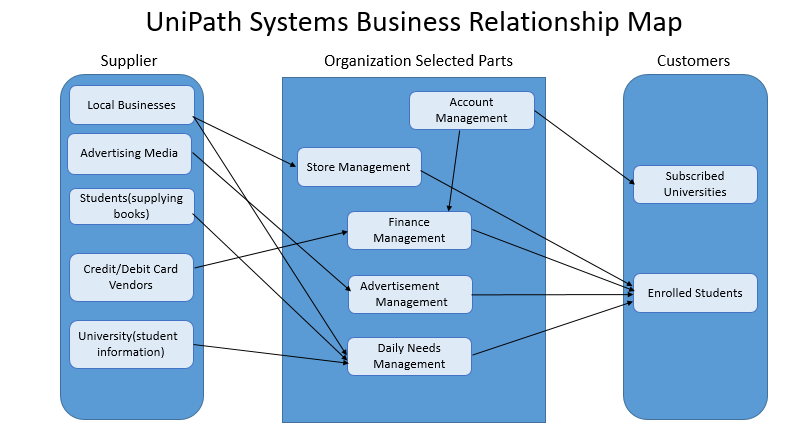 UniPath Systems Business Relationship Map
Supplier
Organization Selected Parts
Customers
Local Businesses
Advertising Media
Students(supplying
books)
Credit/Debit Card
Vendors
University(student
information)
Account
Management
Store Management
Finance
Management
Advertisement
Management
Daily Needs
Management
Subscribed
Universities
Enrolled Students